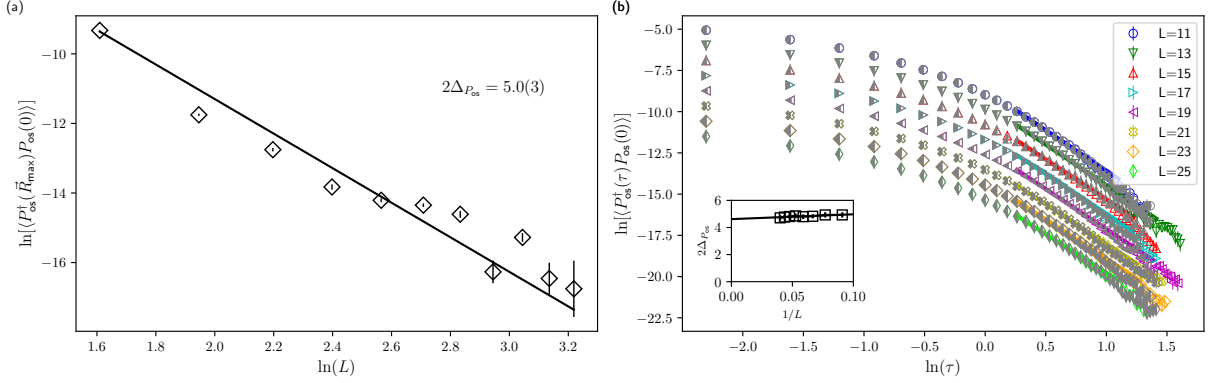 (a)
ln[⟨P†os(R⃗max)Pos(0)⟩]
−10
−12
−14
−16
2Δ_{Pos} = 5.0(3)
1.6 1.8 2.0 2.2 2.4 2.6 2.8 3.0 3.2
ln(L)
(b)
ln[⟨P†os(τ)Pos(0)⟩]
−5.0
−7.5
−10.0
−12.5
−15.0
−17.5
−20.0
−22.5
L=11
L=13
L=15
L=17
L=19
L=21
L=23
L=25
2Δ_{Pos}
6
4
2
0
0.00 0.05 0.10
1/L
−2.0 −1.5 −1.0 −0.5 0.0 0.5 1.0 1.5
ln(τ)